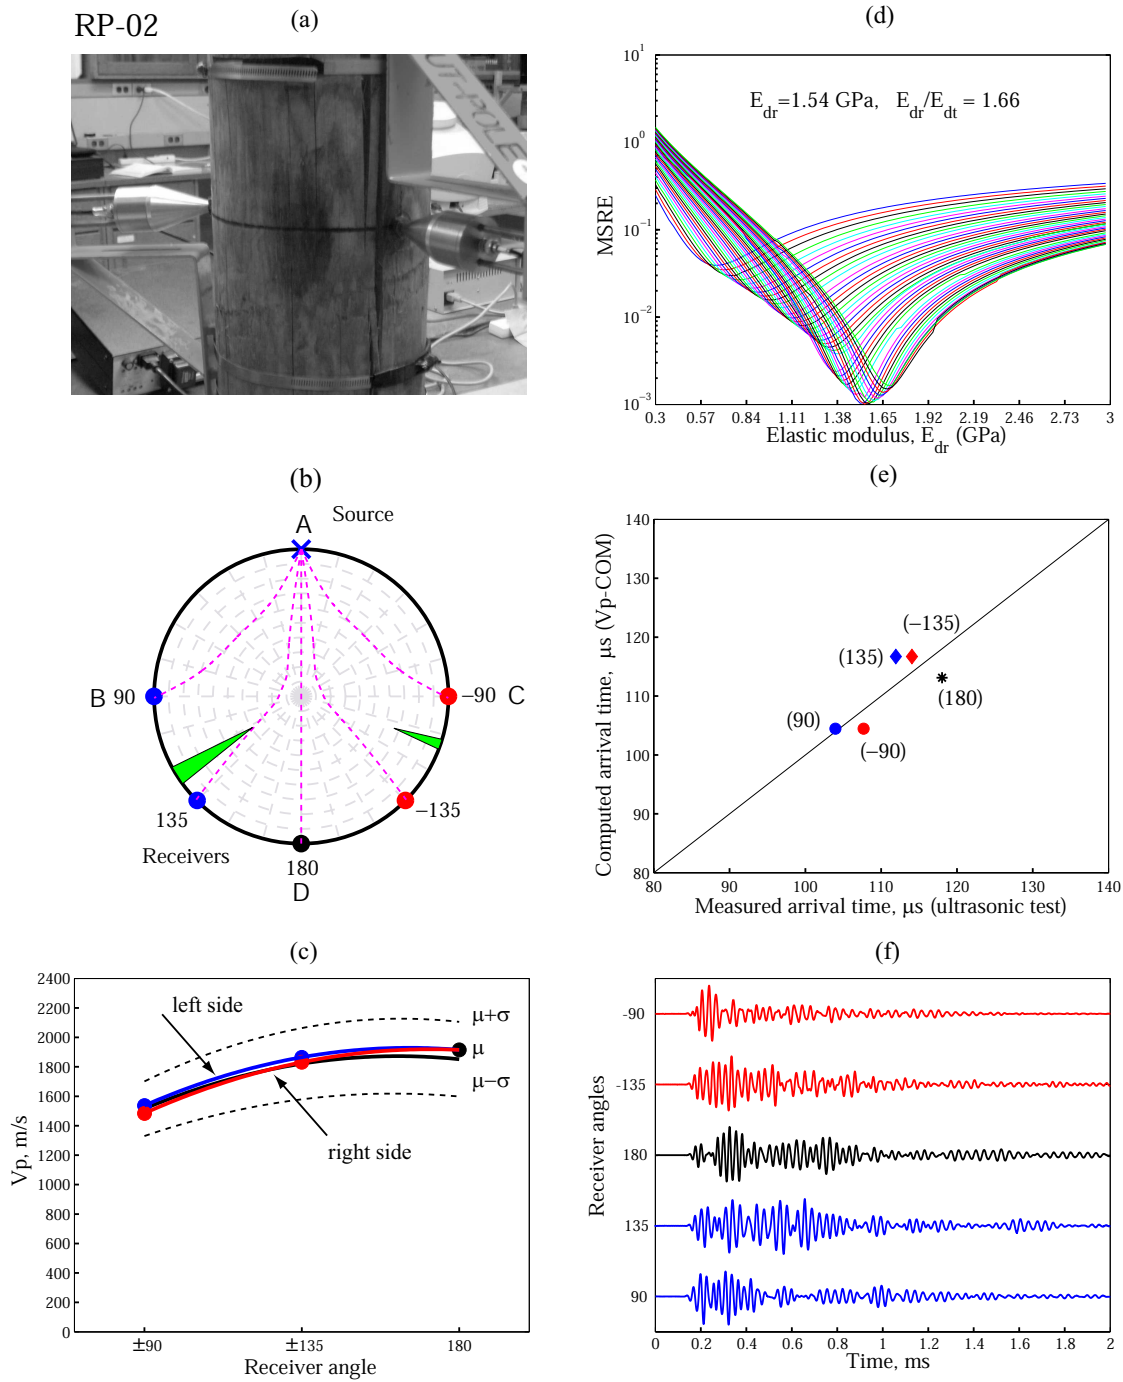 RP-02
(a)
UT-POLE
(b)
Source
A
B 90
−90 C
135
−135
Receivers
180
D
(c)
2400
2200
2000
1800
1600
1400
1200
1000
800
600
400
200
0
Vp, m/s
left side
μ+σ
μ
μ−σ
right side
±90 ±135 180
Receiver angle
(d)
E_dr=1.54 GPa, E_dr/E_dt = 1.66
10^1
10^0
10^−1
10^−2
10^−3
MSRE
0.3 0.57 0.84 1.11 1.38 1.65 1.92 2.19 2.46 2.73 3
Elastic modulus, E_dr (GPa)
(e)
140
130
120
110
100
90
80
Computed arrival time, μs (Vp-COM)
(−135)
(135)
(180)
(90)
(−90)
80 90 100 110 120 130 140
Measured arrival time, μs (ultrasonic test)
(f)
-90
-135
180
135
90
Receiver angles
0 0.2 0.4 0.6 0.8 1 1.2 1.4 1.6 1.8 2
Time, ms